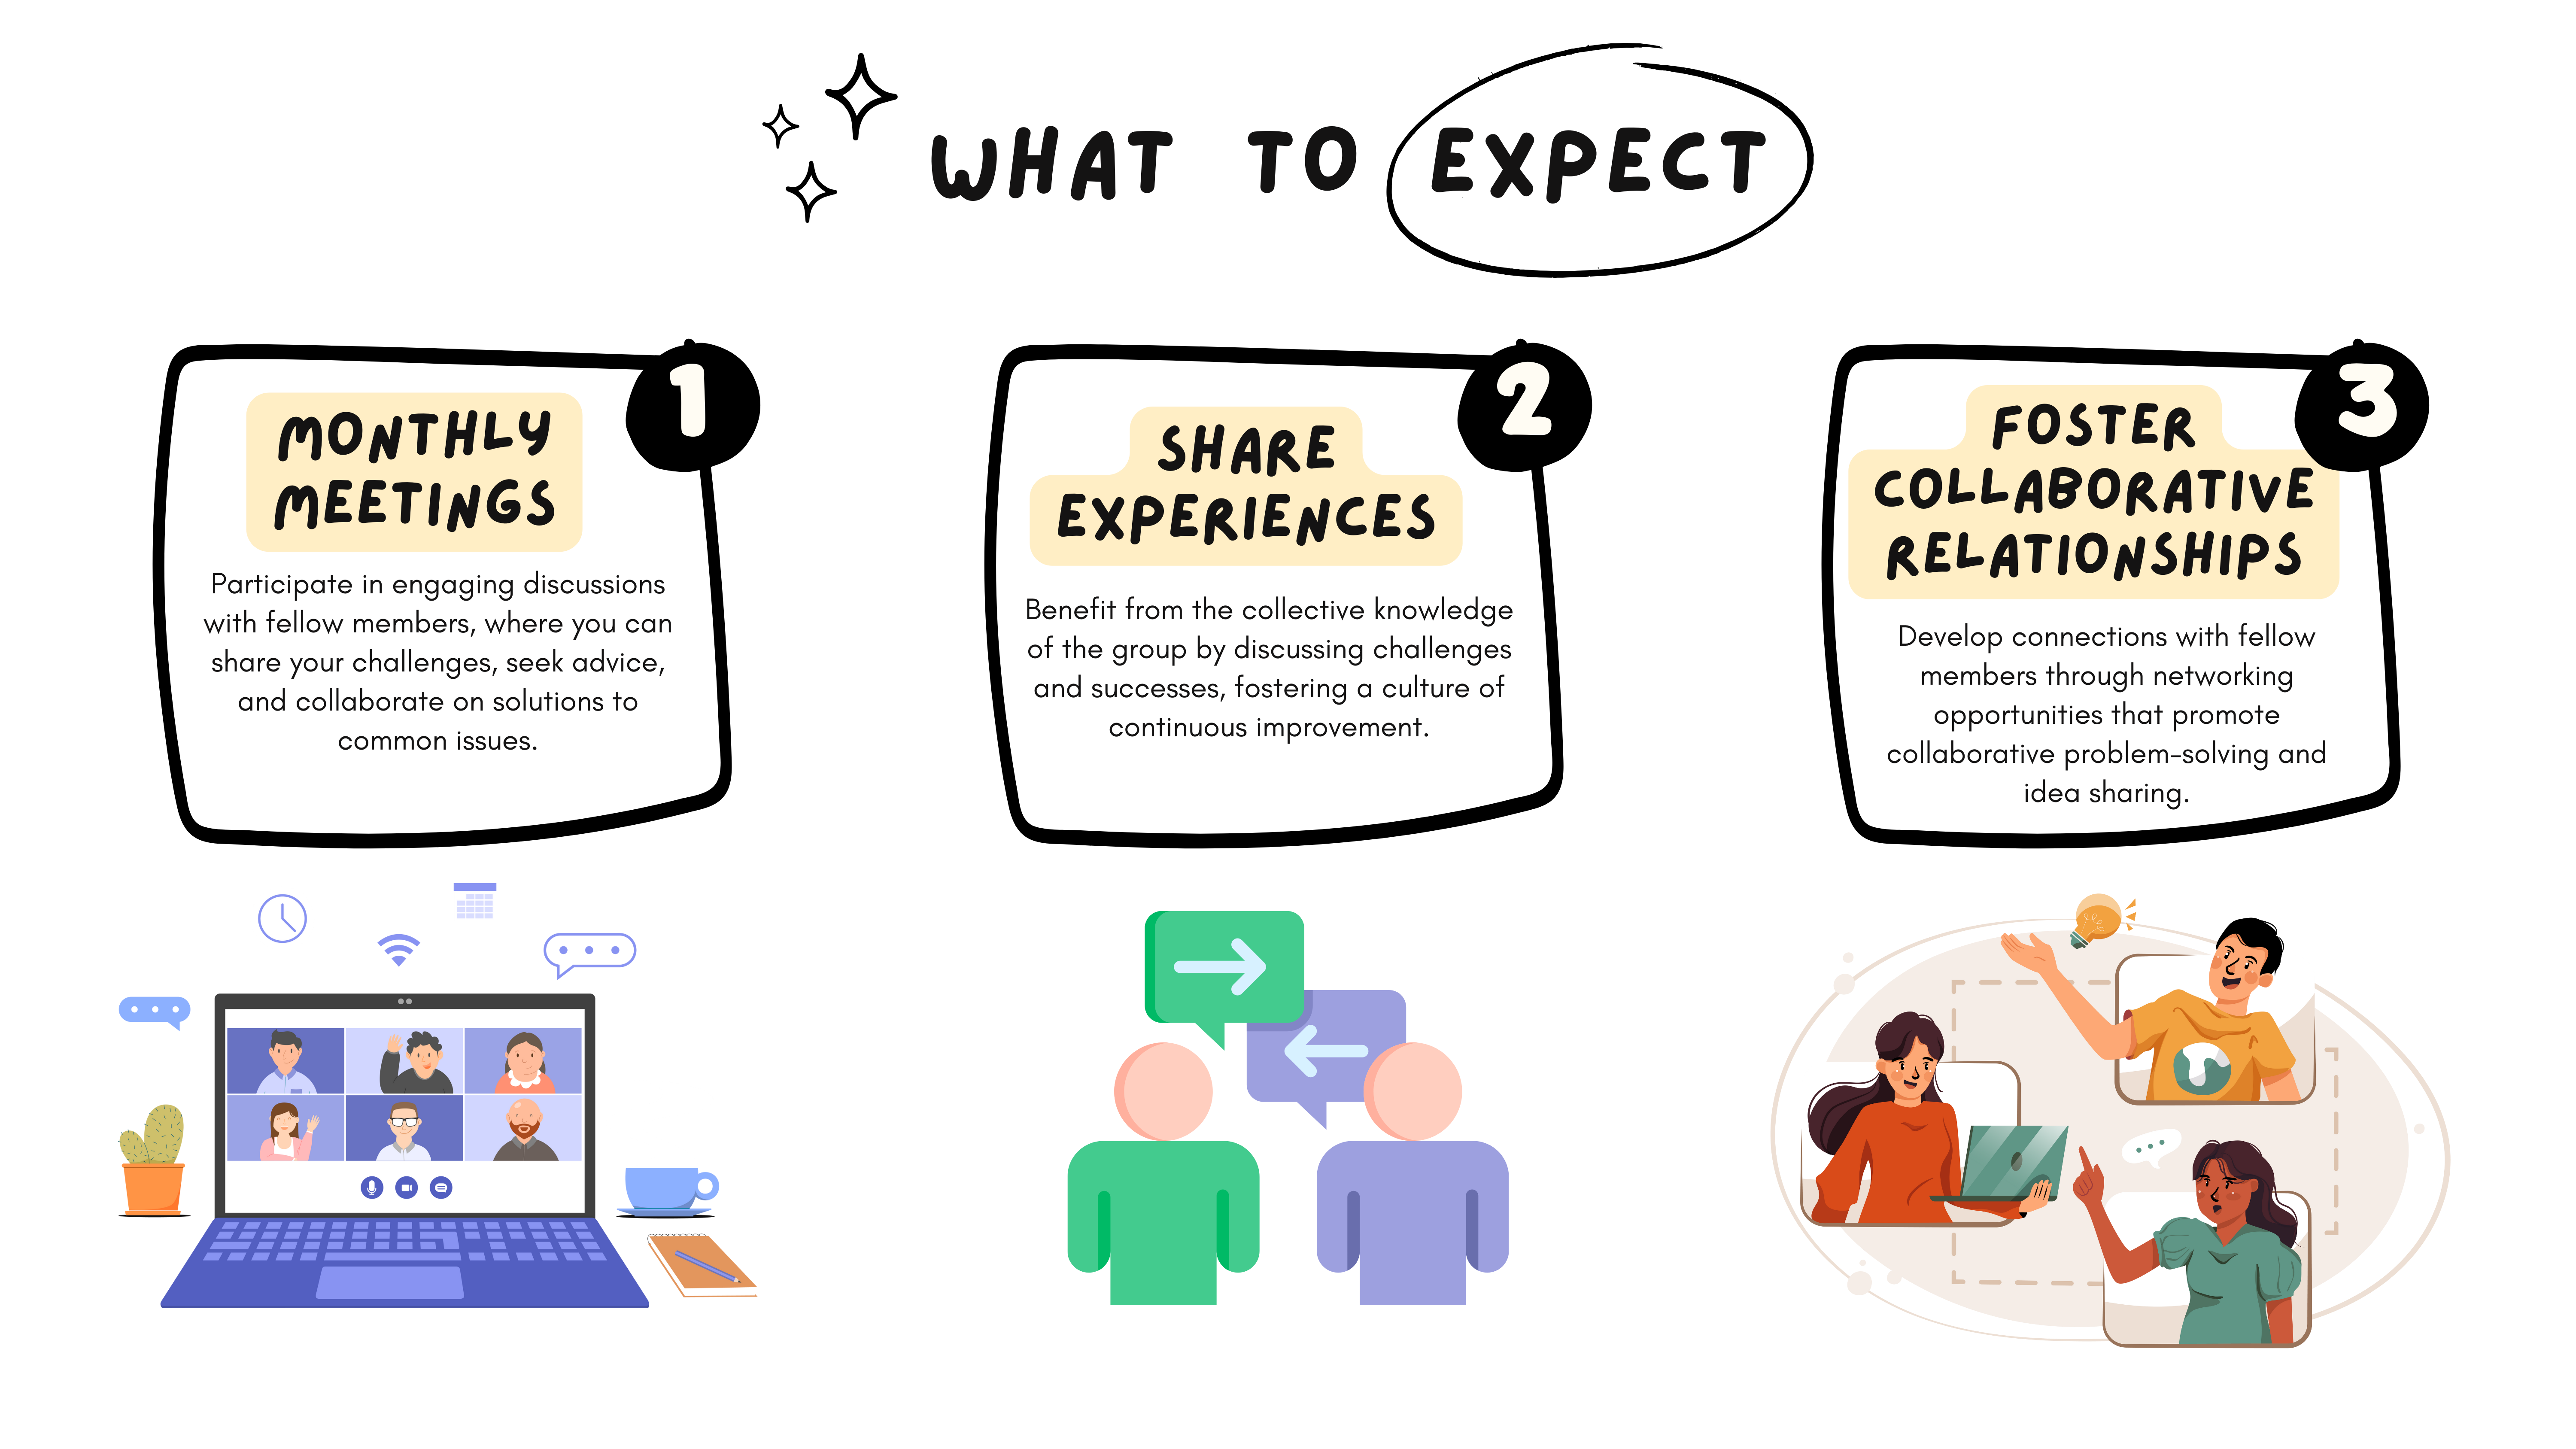 WHAT TO EXPECT
1
MONTHLY
MEETINGS
Participate in engaging discussions
with fellow members, where you can
share your challenges, seek advice,
and collaborate on solutions to
common issues.
2
SHARE
EXPERIENCES
Benefit from the collective knowledge
of the group by discussing challenges
and successes, fostering a culture of
continuous improvement.
3
FOSTER
COLLABORATIVE
RELATIONSHIPS
Develop connections with fellow
members through networking
opportunities that promote
collaborative problem-solving and
idea sharing.